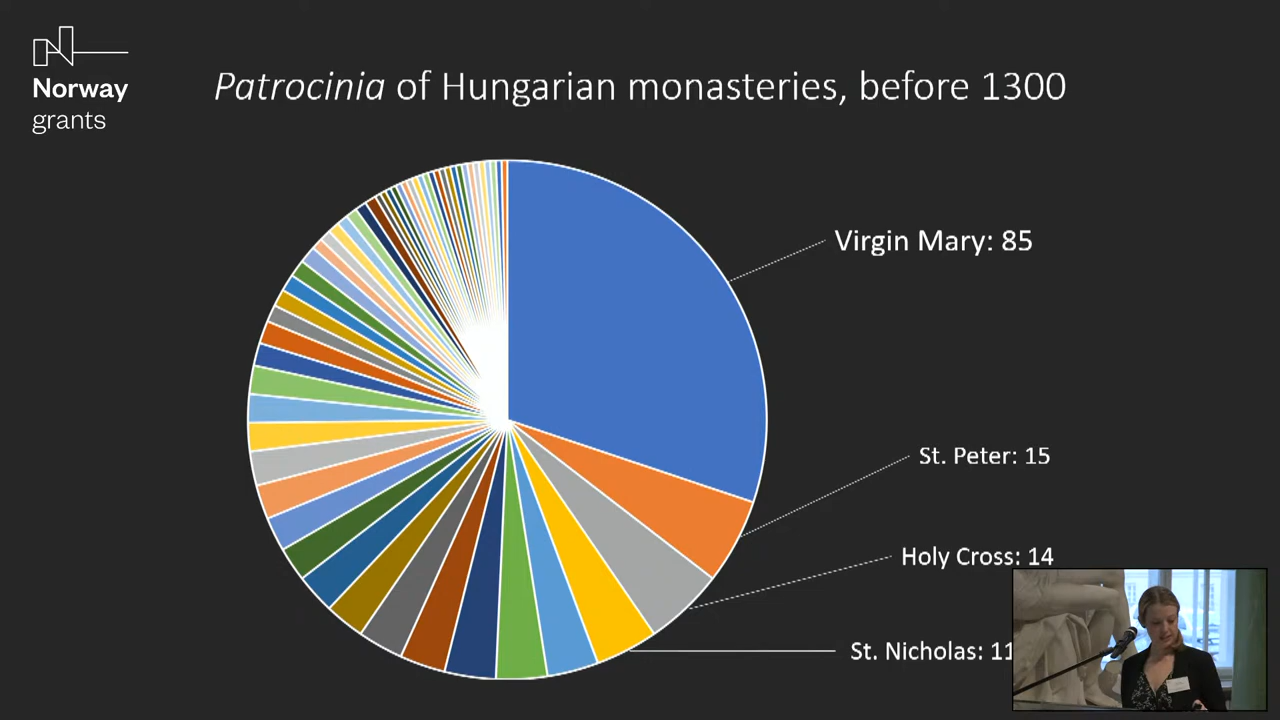 Norway
grants
Patrocinia of Hungarian monasteries, before 1300
Virgin Mary: 85
St. Peter: 15
Holy Cross: 14
St. Nicholas: 11